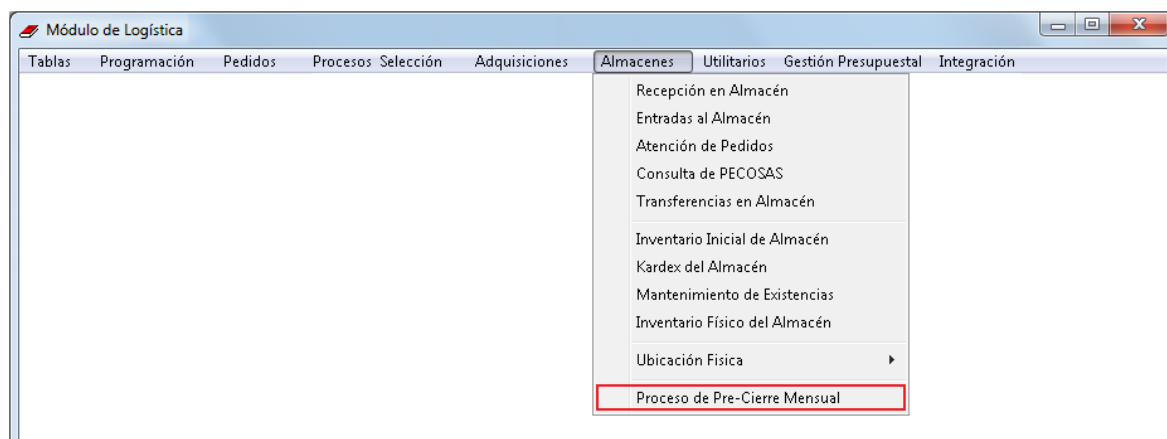 Módulo de Logística
Tablas Programación Pedidos Procesos Selección Adquisiciones Almacenes Utilitarios Gestión Presupuestal Integración
Recepción en Almacén
Entradas al Almacén
Atención de Pedidos
Consulta de PECOSAS
Transferencias en Almacén
Inventario Inicial de Almacén
Kardex del Almacén
Mantenimiento de Existencias
Inventario Físico del Almacén
Ubicación Fisica
Proceso de Pre-Cierre Mensual